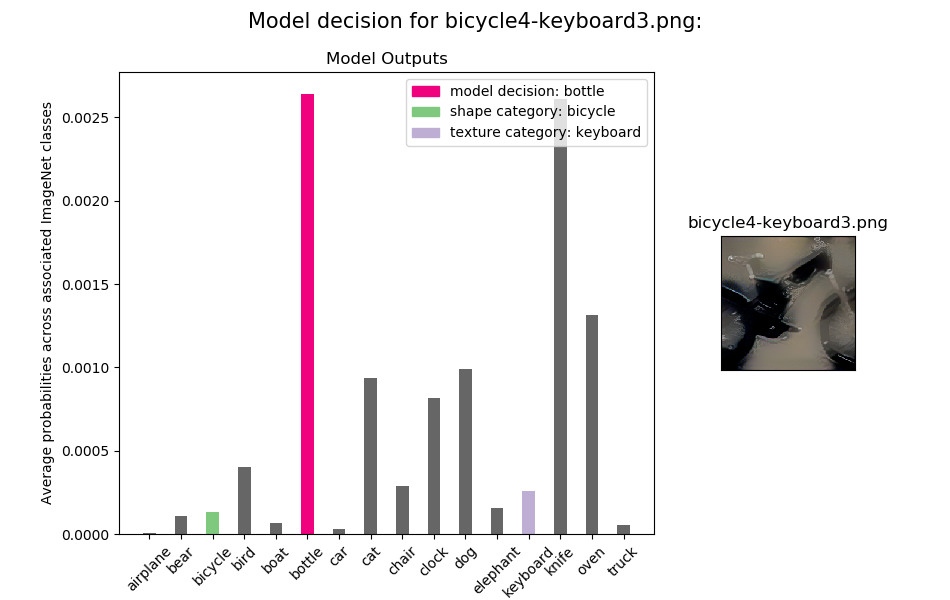 Model decision for bicycle4-keyboard3.png:
Model Outputs
model decision: bottle
shape category: bicycle
texture category: keyboard
Average probabilities across associated ImageNet classes
0.0025
0.0020
0.0015
0.0010
0.0005
0.0000
airplane
bear
bicycle
bird
boat
bottle
car
cat
chair
clock
dog
elephant
keyboard
knife
oven
truck
bicycle4-keyboard3.png